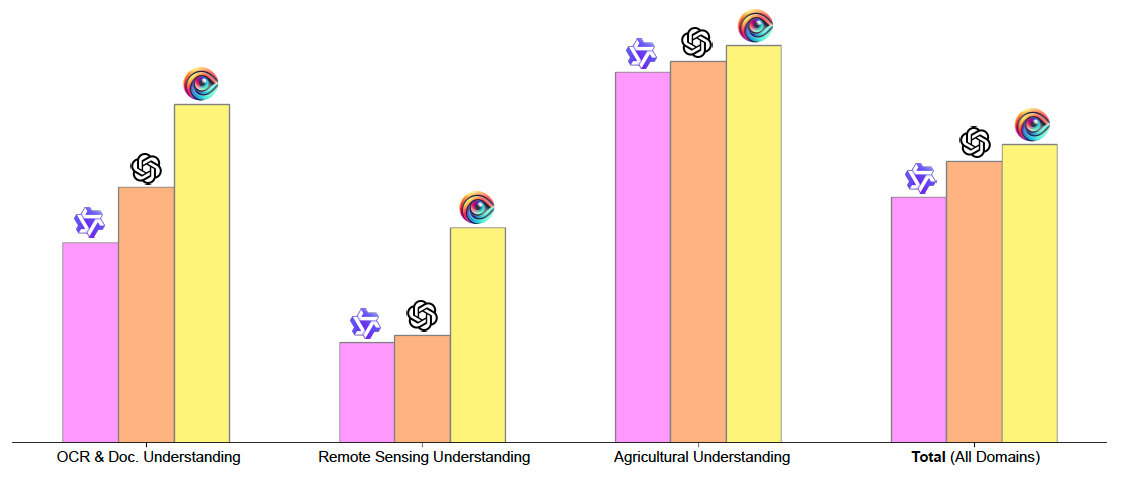 OCR & Doc. Understanding
Remote Sensing Understanding
Agricultural Understanding
Total (All Domains)